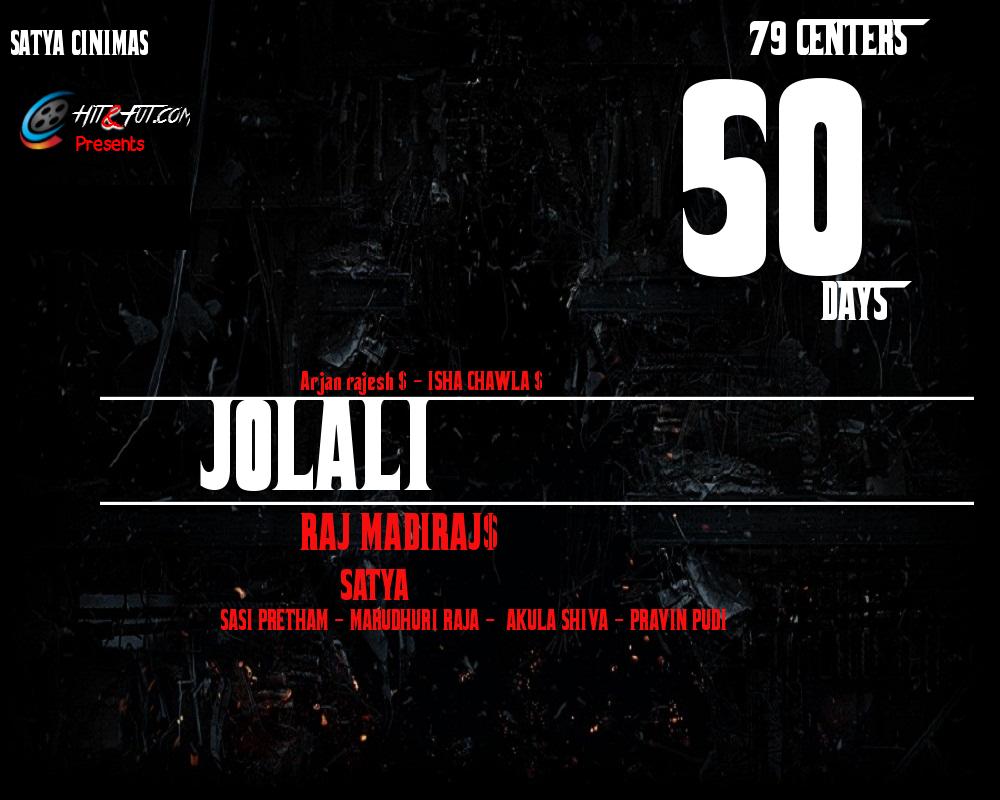 SATYA CINIMAS
79 CENTERS
HIT&FUT.COM
Presents
50
DAYS
Arjan rajesh $ - ISHA CHAWLA $
JOLALI
RAJ MADIRAJ$
SATYA
SASI PRETHAM - MARUDHURI RAJA - AKULA SHIVA - PRAVIN PUDI